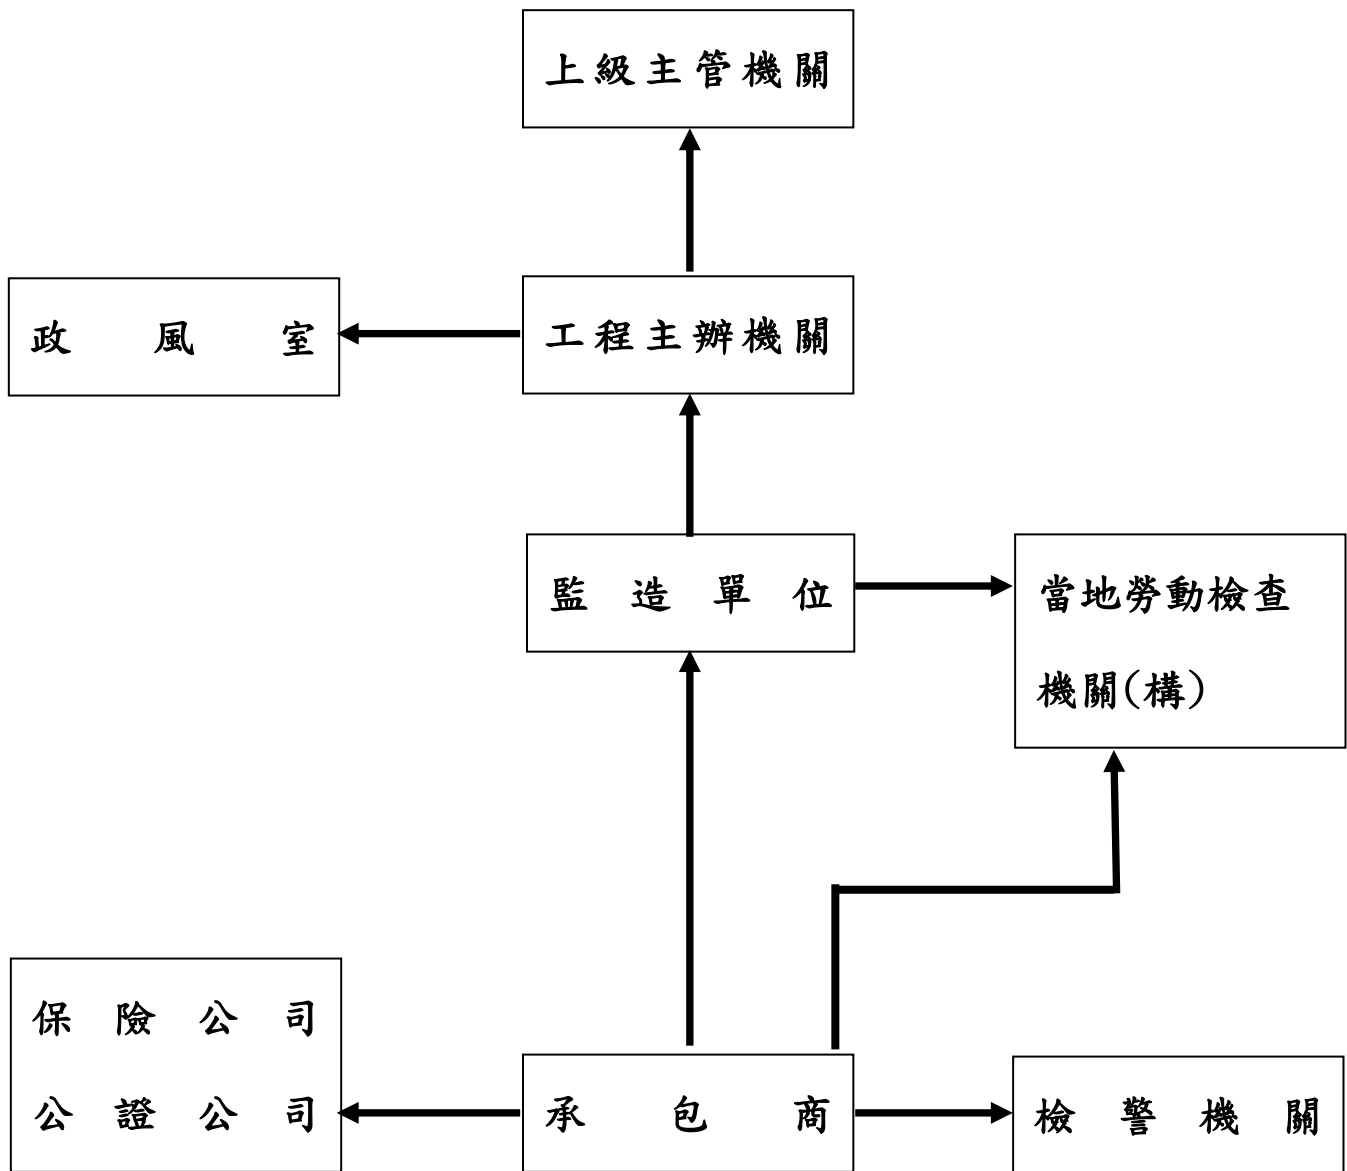 上級主管機關
政風室
工程主辦機關
監造單位
當地勞動檢查
機關(構)
保險公司
公證公司
承包商
檢警機關